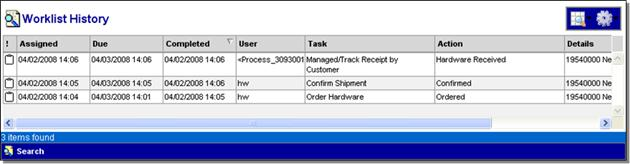 Worklist History
! Assigned Due Completed User Task Action Details
04/02/2008 14:06 04/03/2008 14:06 04/02/2008 14:06 <Process_3093001 Managed/Track Receipt by Customer Hardware Received 19540000 Ne
04/02/2008 14:05 04/03/2008 14:05 04/02/2008 14:05 hw Confirm Shipment Confirmed 19540000 Ne
04/02/2008 14:04 04/03/2008 14:01 04/02/2008 14:05 hw Order Hardware Ordered 19540000 Ne
3 items found
Search